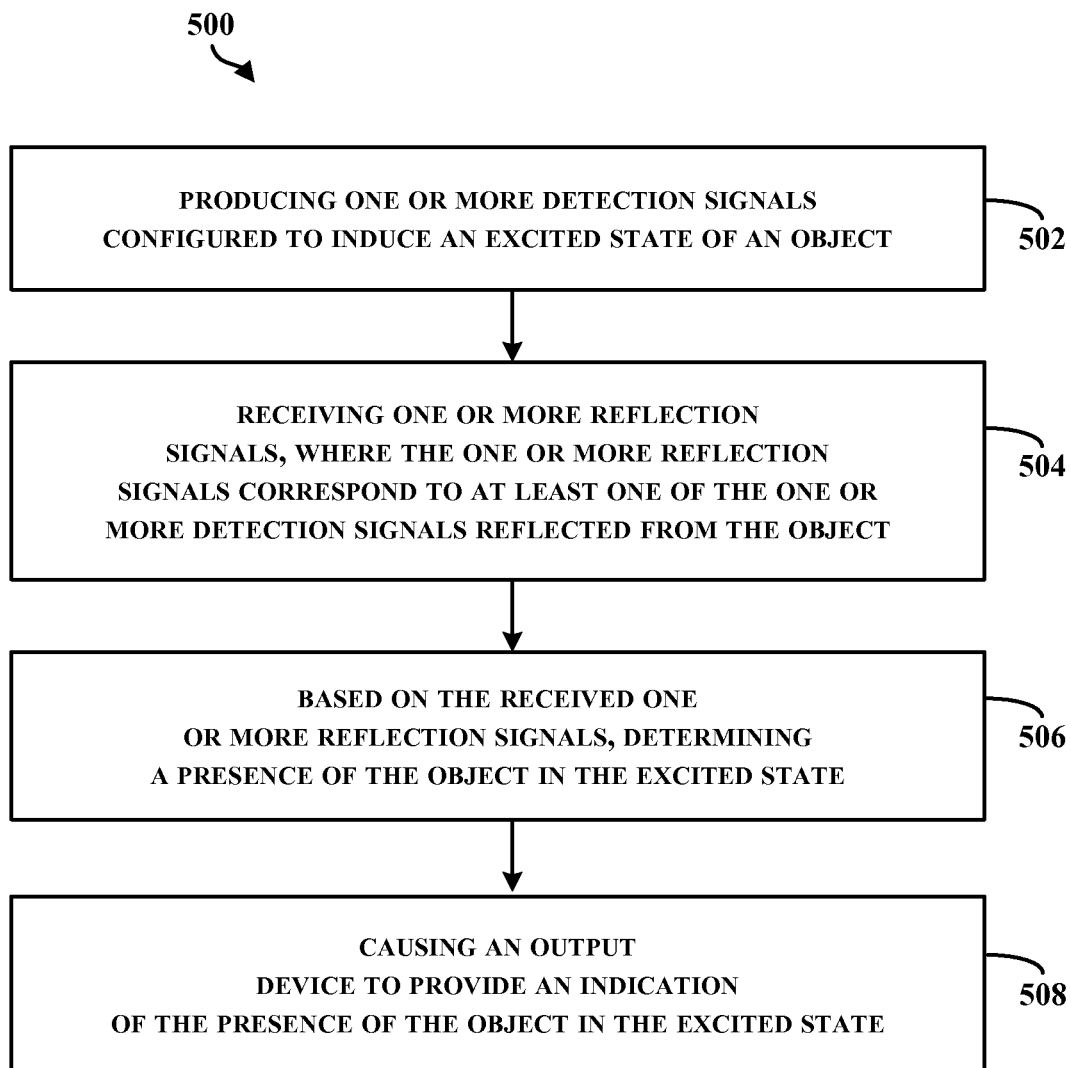 500
PRODUCING ONE OR MORE DETECTION SIGNALS
CONFIGURED TO INDUCE AN EXCITED STATE OF AN OBJECT
502
RECEIVING ONE OR MORE REFLECTION
SIGNALS, WHERE THE ONE OR MORE REFLECTION
SIGNALS CORRESPOND TO AT LEAST ONE OF THE ONE OR
MORE DETECTION SIGNALS REFLECTED FROM THE OBJECT
504
BASED ON THE RECEIVED ONE
OR MORE REFLECTION SIGNALS, DETERMINING
A PRESENCE OF THE OBJECT IN THE EXCITED STATE
506
CAUSING AN OUTPUT
DEVICE TO PROVIDE AN INDICATION
OF THE PRESENCE OF THE OBJECT IN THE EXCITED STATE
508